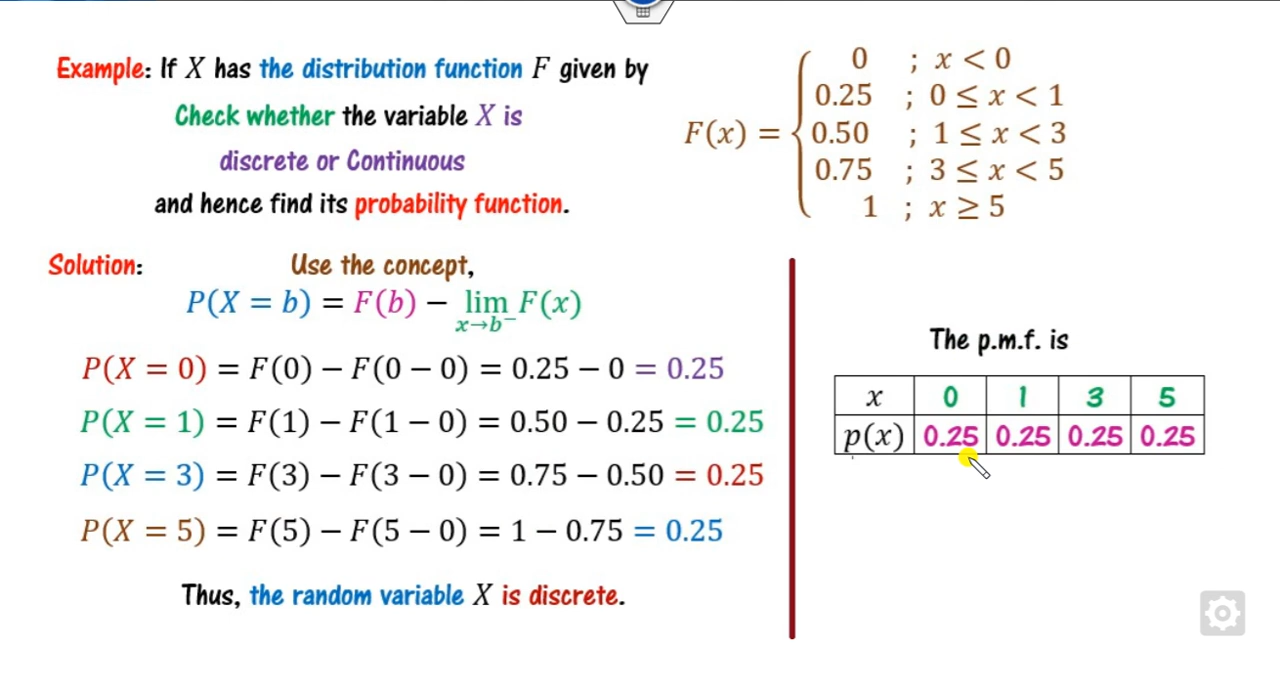 Example: If X has the distribution function F given by
Check whether the variable X is
discrete or Continuous
and hence find its probability function.
F(x) = { 0 ; x < 0
0.25 ; 0 ≤ x < 1
0.50 ; 1 ≤ x < 3
0.75 ; 3 ≤ x < 5
1 ; x ≥ 5
Solution: Use the concept,
P(X = b) = F(b) − lim x→b⁻ F(x)
P(X = 0) = F(0) − F(0 − 0) = 0.25 − 0 = 0.25
P(X = 1) = F(1) − F(1 − 0) = 0.50 − 0.25 = 0.25
P(X = 3) = F(3) − F(3 − 0) = 0.75 − 0.50 = 0.25
P(X = 5) = F(5) − F(5 − 0) = 1 − 0.75 = 0.25
Thus, the random variable X is discrete.
The p.m.f. is
x 0 1 3 5
p(x) 0.25 0.25 0.25 0.25